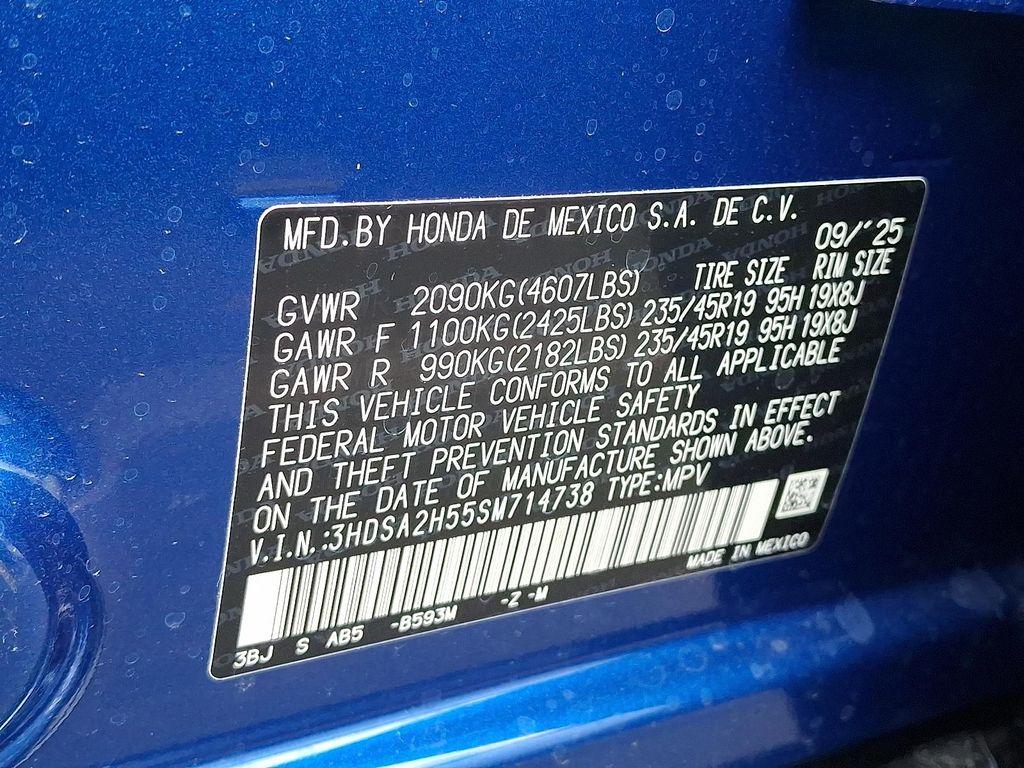 MFD.BY HONDA DE MEXICO S.A. DE C.V.
09/'25
TIRE SIZE RIM SIZE
GVWR 2090KG(4607LBS)
GAWR F 1100KG(2425LBS) 235/45R19 95H 19X8J
GAWR R 990KG(2182LBS) 235/45R19 95H 19X8J
THIS VEHICLE CONFORMS TO ALL APPLICABLE
FEDERAL MOTOR VEHICLE SAFETY
AND THEFT PREVENTION STANDARDS IN EFFECT
ON THE DATE OF MANUFACTURE SHOWN ABOVE.
V.I.N.:3HDSA2H55SM714738 TYPE:MPV
MADE IN MEXICO
3BJ S AB5 -B593M -Z -M